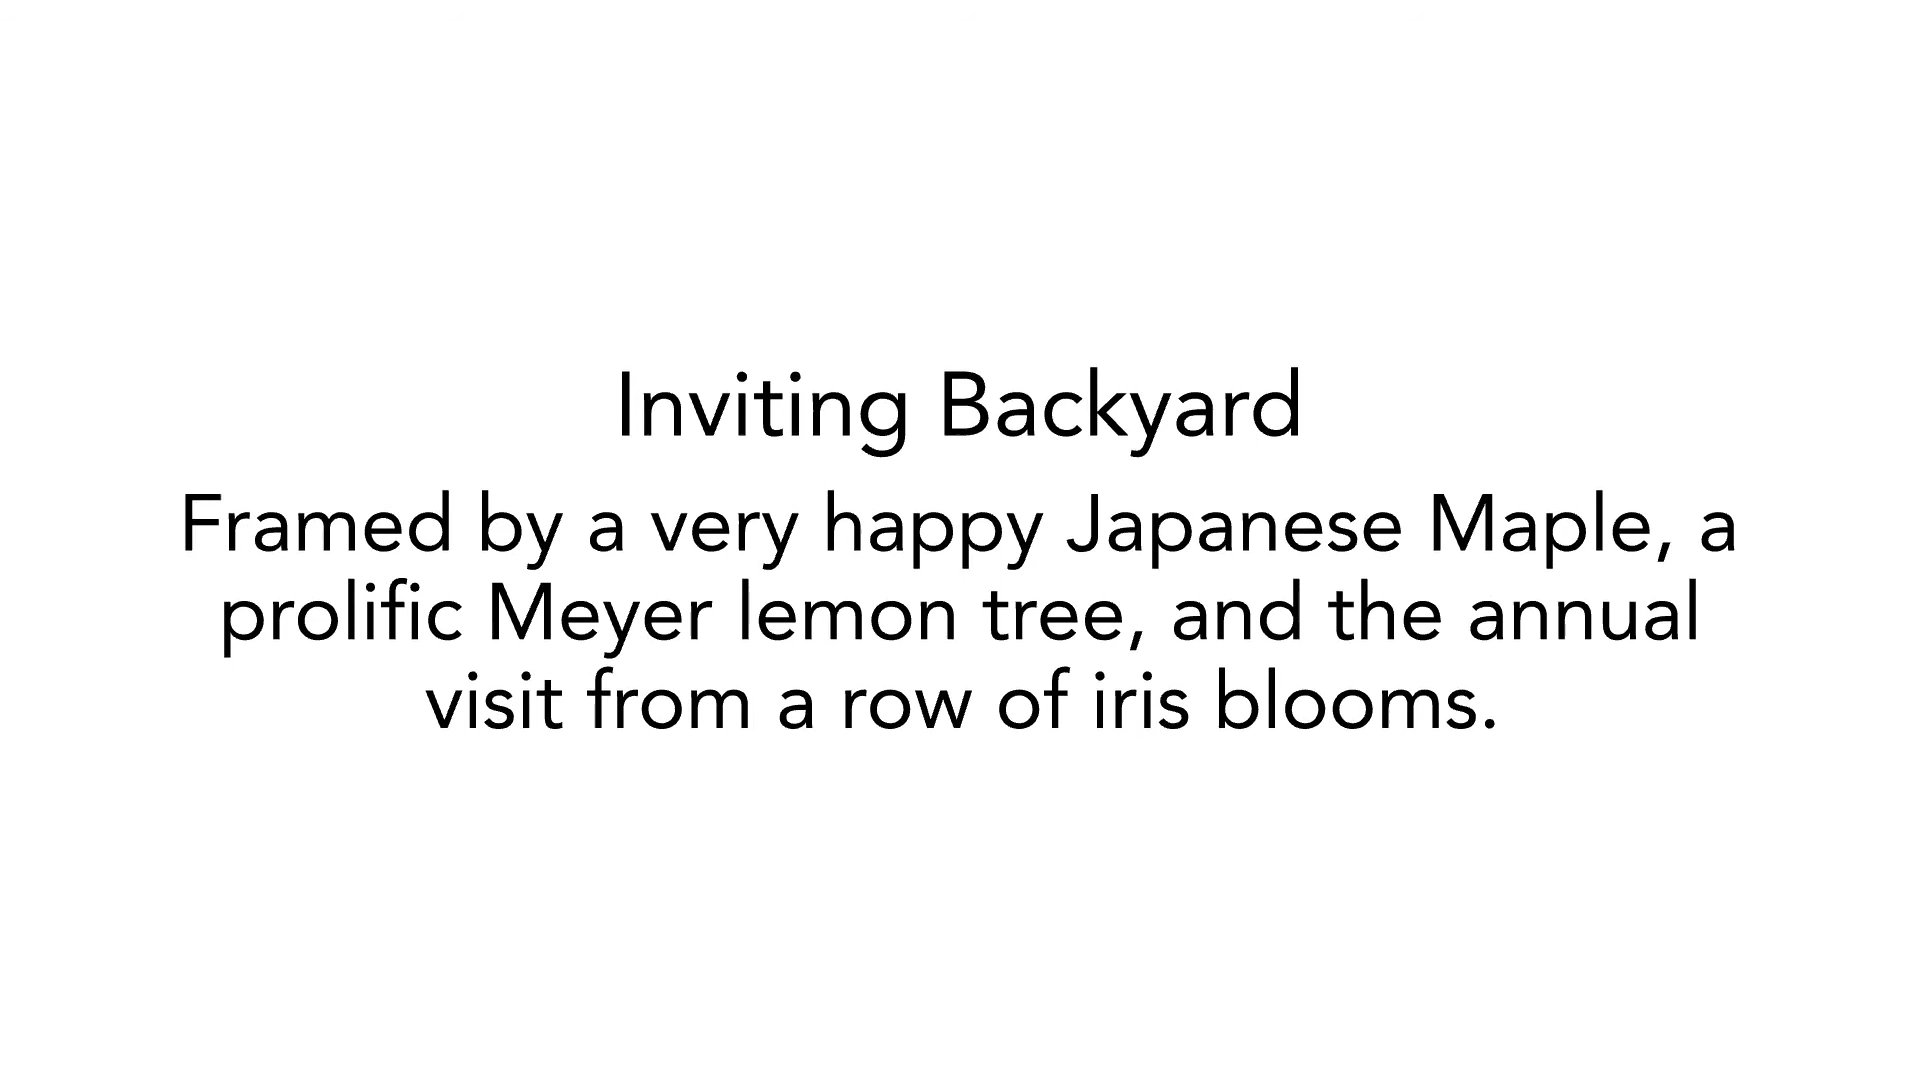 Inviting Backyard
Framed by a very happy Japanese Maple, a
prolific Meyer lemon tree, and the annual
visit from a row of iris blooms.